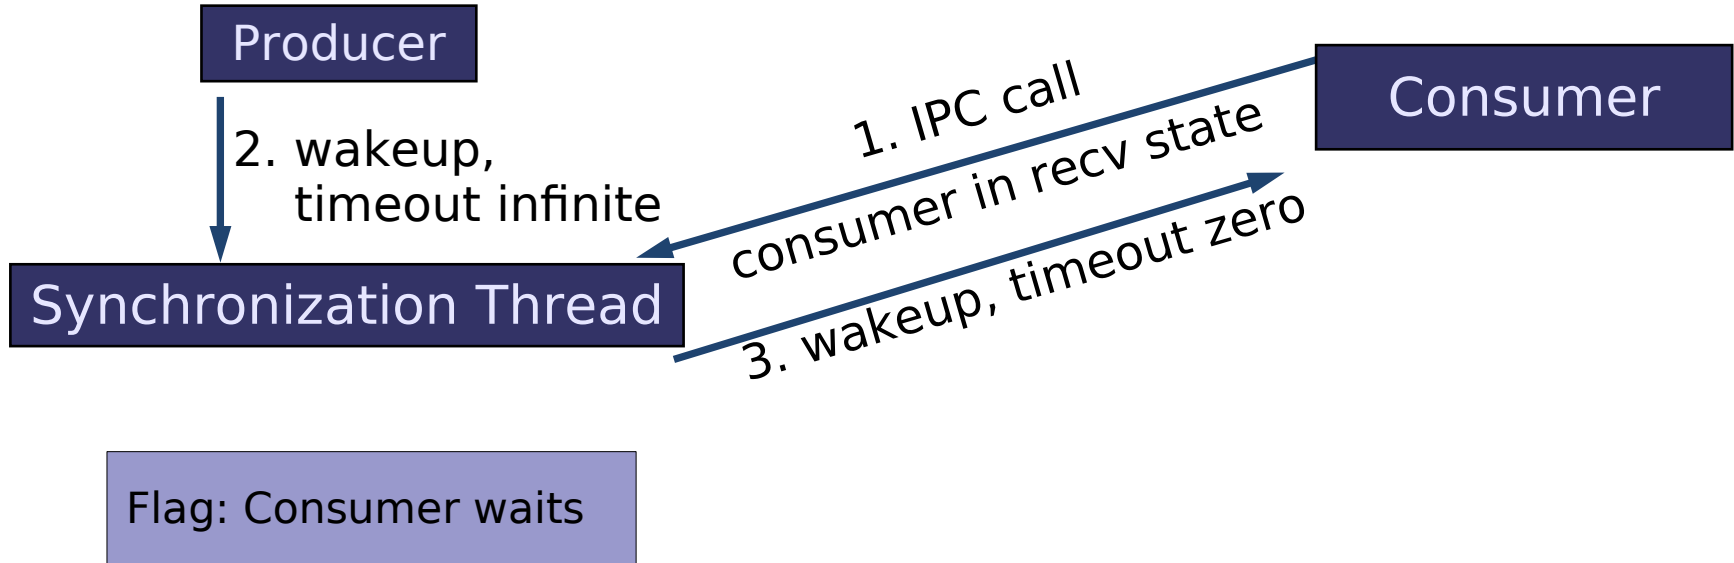 Producer
Consumer
1. IPC call
consumer in recv state
2. wakeup,
timeout infinite
3. wakeup, timeout zero
Synchronization Thread
Flag: Consumer waits